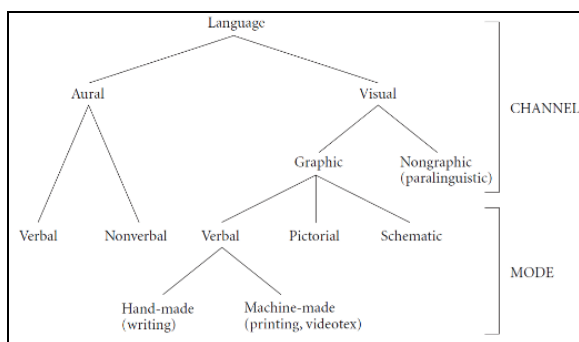 Language
Aural
Visual
CHANNEL
Graphic
Nongraphic
(paralinguistic)
Verbal
Nonverbal
Verbal
Pictorial
Schematic
MODE
Hand-made
(writing)
Machine-made
(printing, videotex)